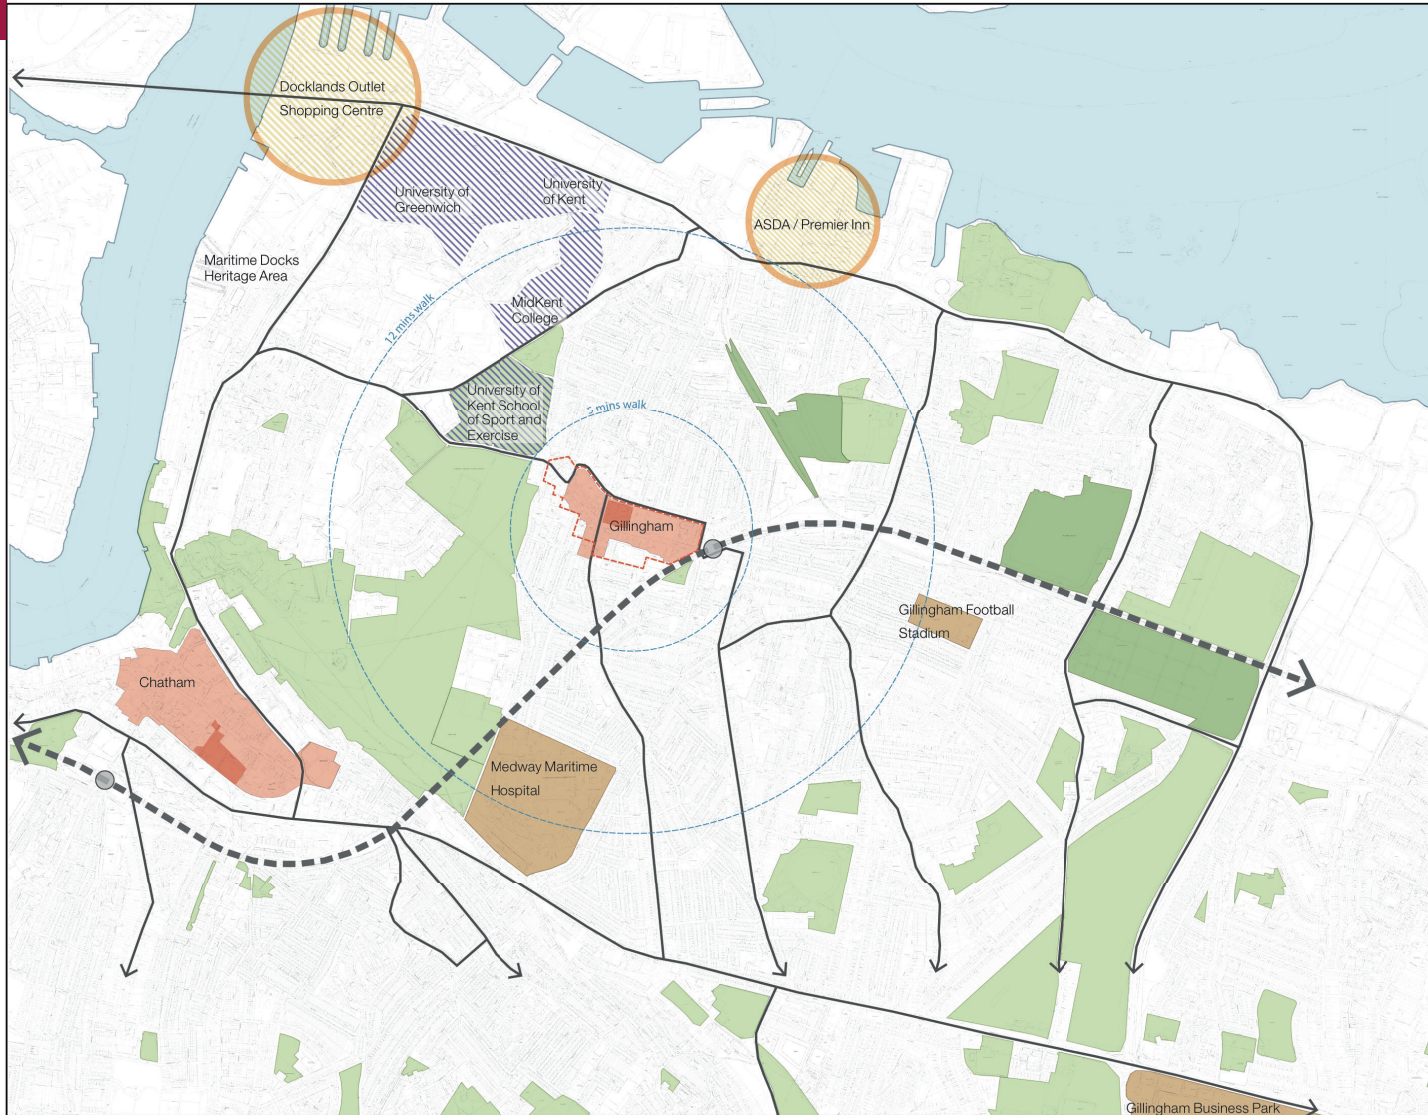 Docklands Outlet
Shopping Centre
University of
Greenwich
University
of Kent
ASDA / Premier Inn
Maritime Docks
Heritage Area
MidKent
College
12 mins walk
University of
Kent School
of Sport and
Exercise
mins walk
Gillingham
Gillingham Football
Stadium
Chatham
Medway Maritime
Hospital
Gillingham Business Park